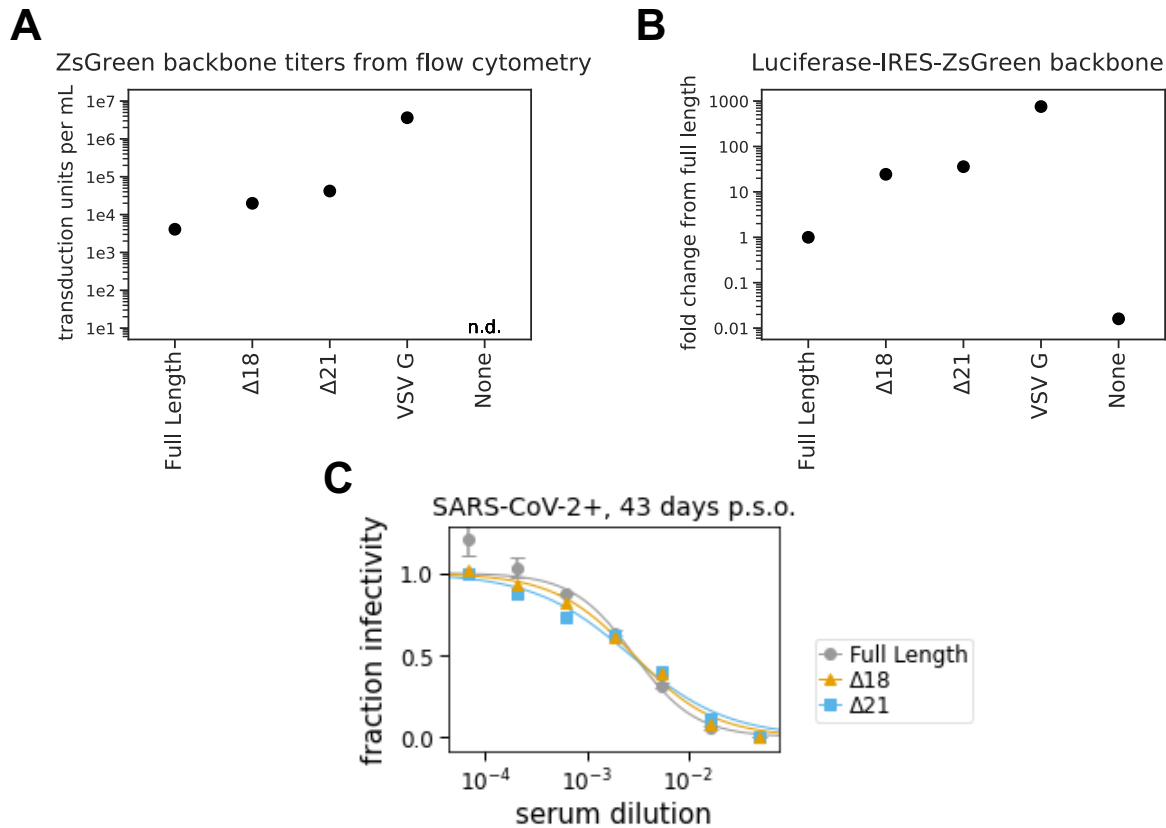 A
ZsGreen backbone titers from flow cytometry
transduction units per mL
1e7
1e6
1e5
1e4
1e3
1e2
1e1
n.d.
Full Length
Δ18
Δ21
VSV G
None
B
Luciferase-IRES-ZsGreen backbone
fold change from full length
1000
100
10
1
0.1
0.01
Full Length
Δ18
Δ21
VSV G
None
C
SARS-CoV-2+, 43 days p.s.o.
fraction infectivity
1.0
0.5
0.0
10⁻⁴
10⁻³
10⁻²
serum dilution
Full Length
Δ18
Δ21